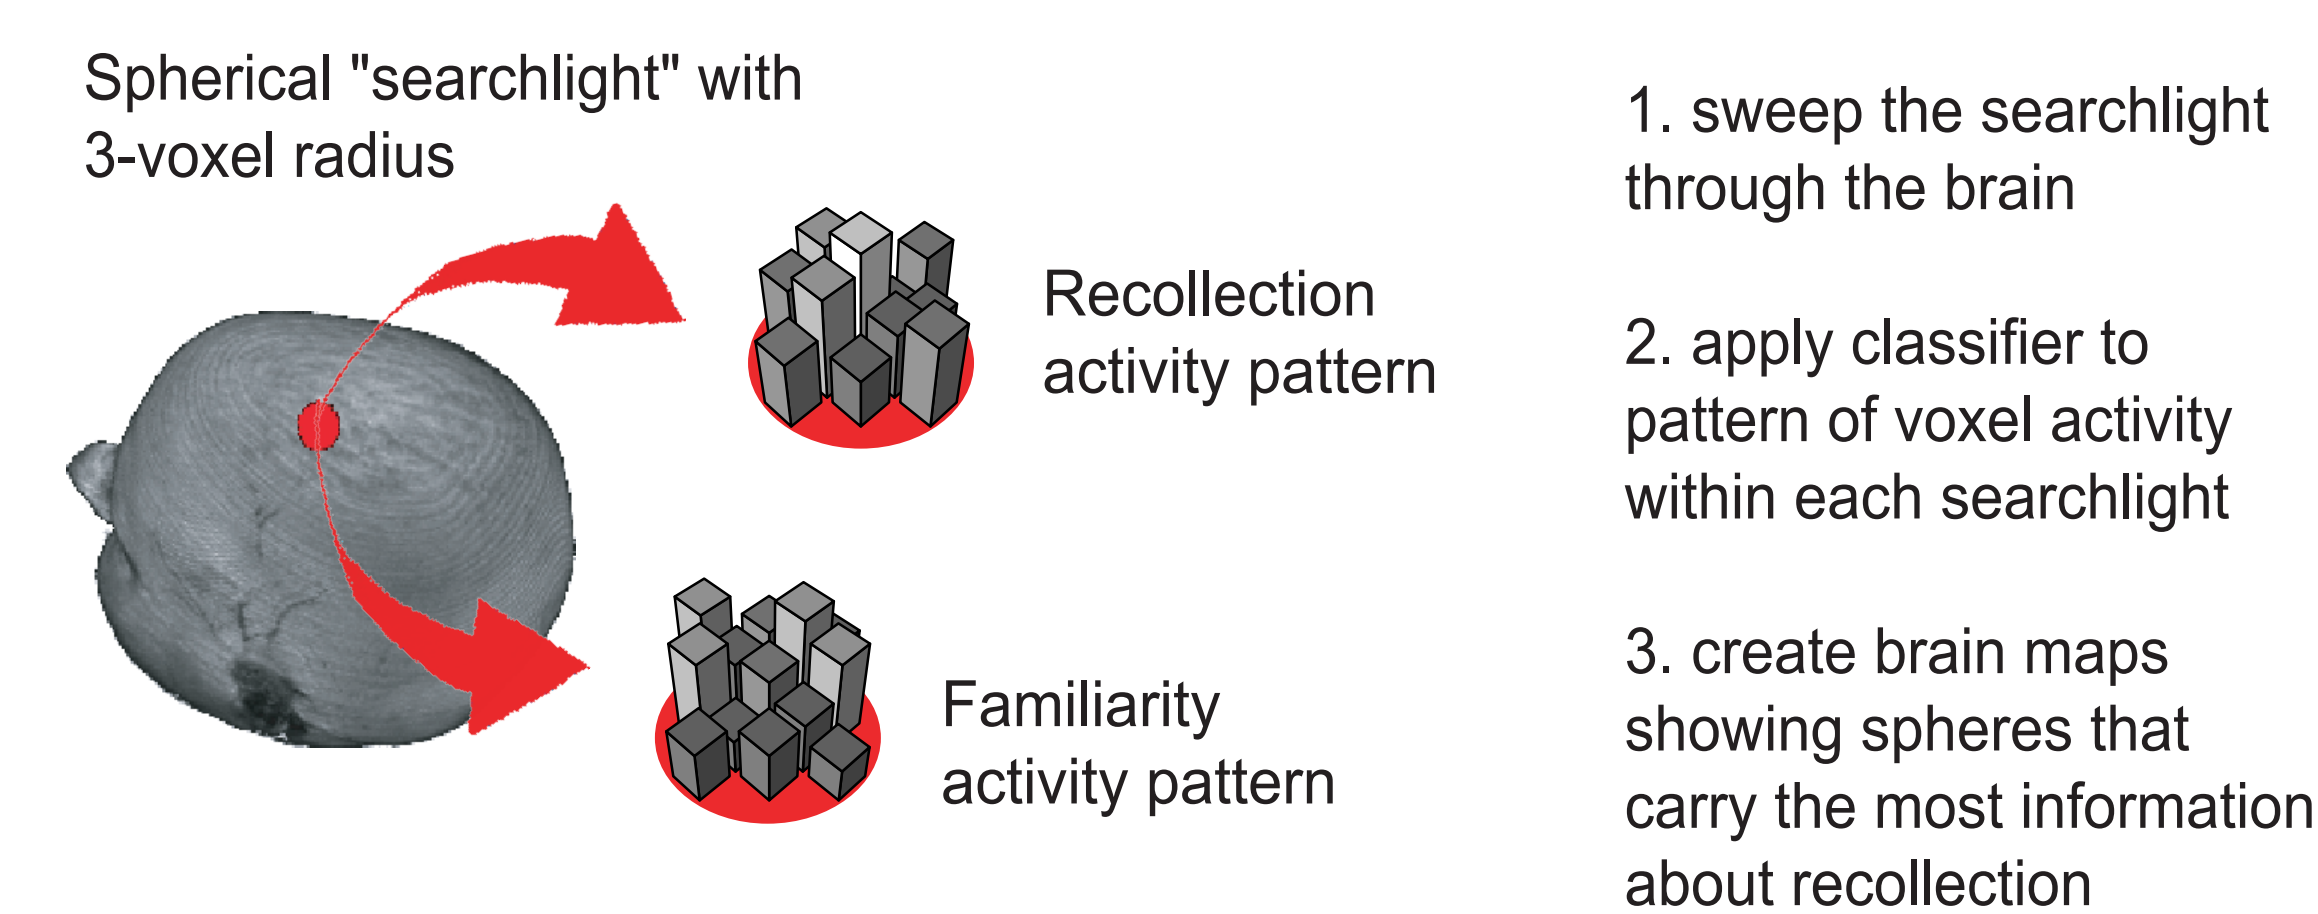 Spherical "searchlight" with
3-voxel radius
Recollection
activity pattern
Familiarity
activity pattern
1. sweep the searchlight
through the brain
2. apply classifier to
pattern of voxel activity
within each searchlight
3. create brain maps
showing spheres that
carry the most information
about recollection